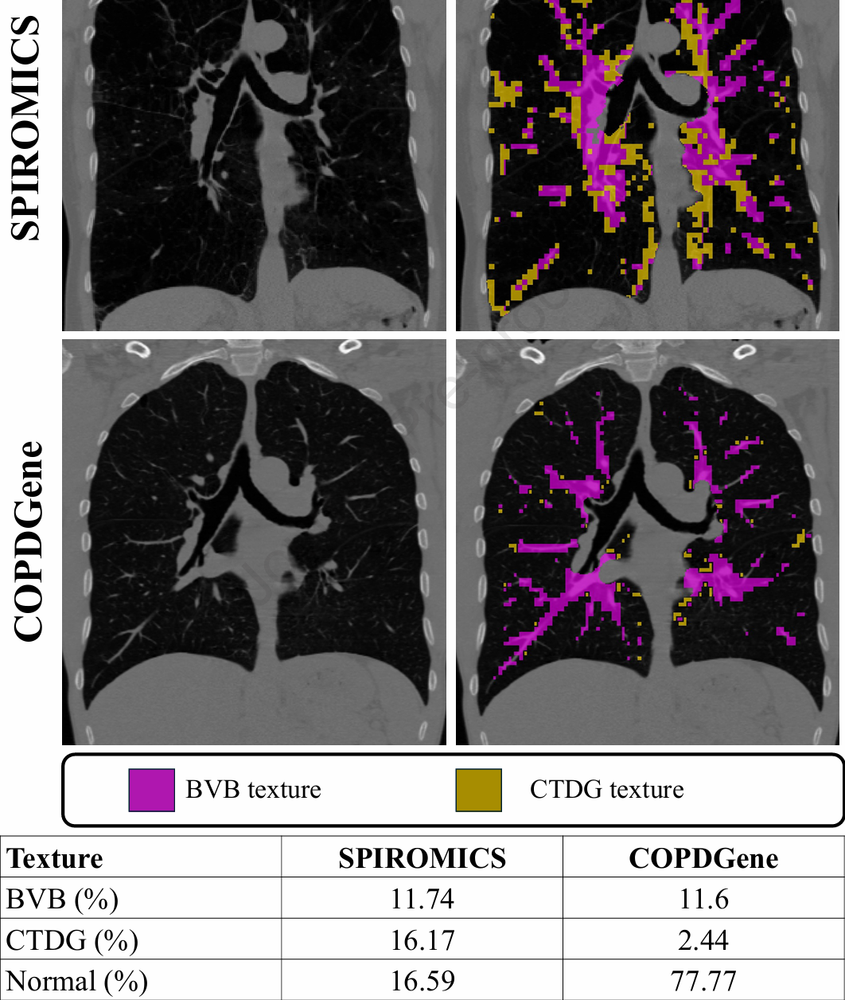 SPIROMICS
COPDGene
BVB texture
CTDG texture
Texture SPIROMICS COPDGene
BVB (%) 11.74 11.6
CTDG (%) 16.17 2.44
Normal (%) 16.59 77.77